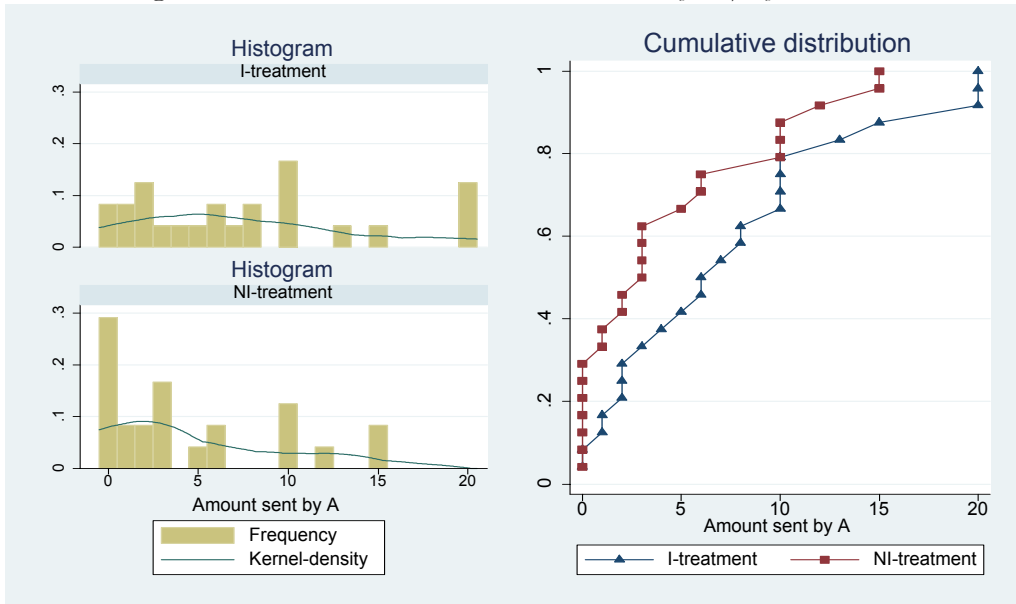 Histogram
I-treatment
.3
.2
.1
0
Histogram
NI-treatment
.3
.2
.1
0
0 5 10 15 20
Amount sent by A
Frequency
Kernel-density
Cumulative distribution
1
.8
.6
.4
.2
0
0 5 10 15 20
Amount sent by A
I-treatment NI-treatment